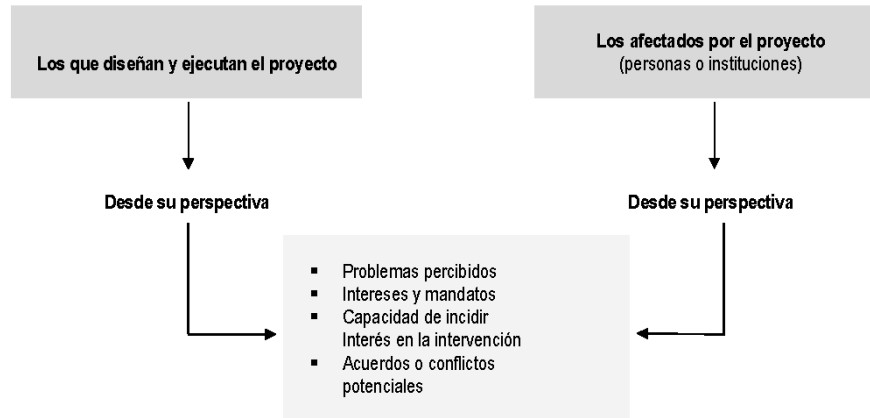 Los que diseñan y ejecutan el proyecto
Los afectados por el proyecto
(personas o instituciones)
Desde su perspectiva
Desde su perspectiva
▪ Problemas percibidos
▪ Intereses y mandatos
▪ Capacidad de incidir
Interés en la intervención
▪ Acuerdos o conflictos
potenciales